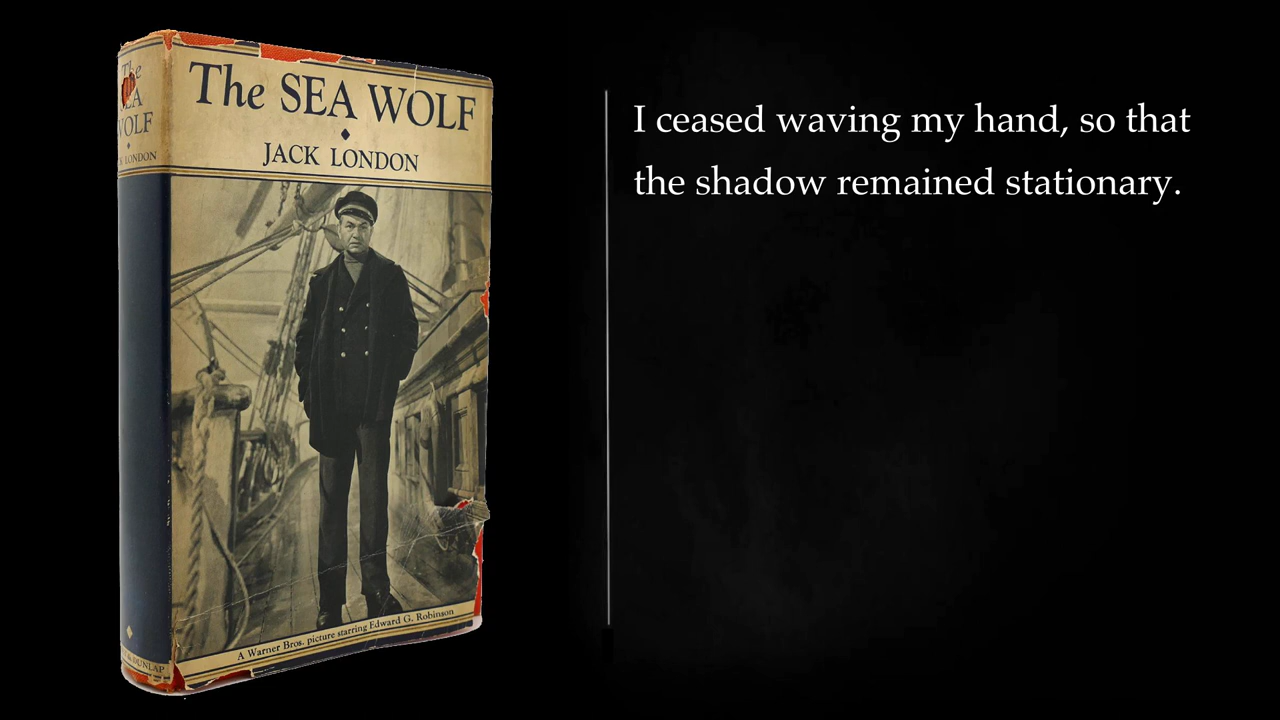 The
SEA
WOLF
JACK LONDON
The SEA WOLF
JACK LONDON
A Warner Bros. picture starring Edward G. Robinson
DUNLAP
I ceased waving my hand, so that
the shadow remained stationary.